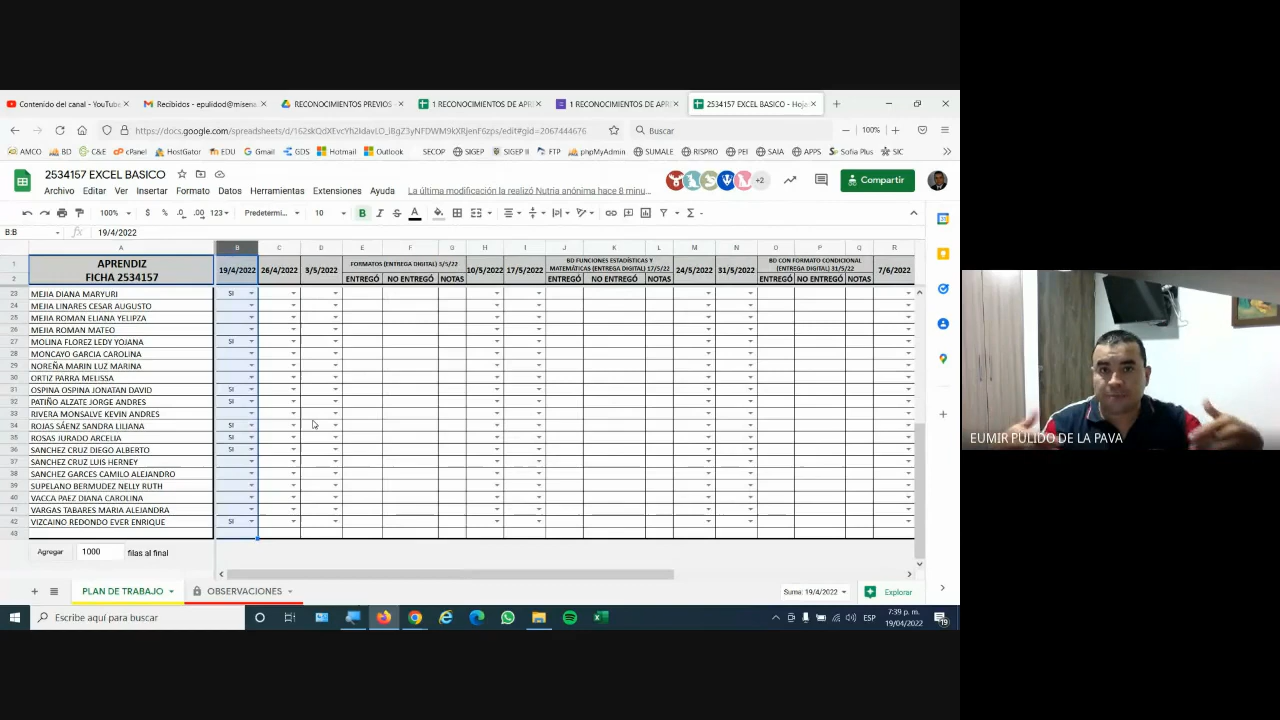 Contenido del canal - YouTub
Recibidos - epulidod@misena
RECONOCIMIENTOS PREVIOS -
1 RECONOCIMIENTOS DE APR
1 RECONOCIMIENTOS DE APR
2534157 EXCEL BASICO - Hoja
100%
Buscar
AMCO BD C&E cPanel HostGator EDU Gmail GDS Hotmail Outlook SECOP SIGEP SIGEP II FTP phpMyAdmin SUMALE RISPRO PEI SAIA APPS Sofia Plus SIC
2534157 EXCEL BASICO
Archivo Editar Ver Insertar Formato Datos Herramientas Extensiones Ayuda La última modificación la realizó Nutria anónima hace 8 minu...
+2
Compartir
100% $ % .0 .00 123 Predetermi... 10 B I S A
B:B fx 19/4/2022
A B C D E F G H I J K L M N O P Q R
1 APRENDIZ
2 FICHA 2534157
19/4/2022 26/4/2022 3/5/2022 FORMATOS (ENTREGA DIGITAL) 3/5/22 10/5/2022 17/5/2022 BD FUNCIONES ESTADÍSTICAS Y MATEMÁTICAS (ENTREGA DIGITAL) 17/5/22 24/5/2022 31/5/2022 BD CON FORMATO CONDICIONAL (ENTREGA DIGITAL) 31/5/22 7/6/2022
ENTREGÓ NO ENTREGÓ NOTAS ENTREGÓ NO ENTREGÓ NOTAS ENTREGÓ NO ENTREGÓ NOTAS
23 MEJIA DIANA MARYURI SI
24 MEJIA LINARES CESAR AUGUSTO
25 MEJIA ROMAN ELIANA YELIPZA
26 MEJIA ROMAN MATEO
27 MOLINA FLOREZ LEDY YOJANA SI
28 MONCAYO GARCIA CAROLINA
29 NOREÑA MARIN LUZ MARINA
30 ORTIZ PARRA MELISSA
31 OSPINA OSPINA JONATAN DAVID SI
32 PATIÑO ALZATE JORGE ANDRES SI
33 RIVERA MONSALVE KEVIN ANDRES
34 ROJAS SÁENZ SANDRA LILIANA SI
35 ROSAS JURADO ARCELIA SI
36 SANCHEZ CRUZ DIEGO ALBERTO SI
37 SANCHEZ CRUZ LUIS HERNEY
38 SANCHEZ GARCES CAMILO ALEJANDRO
39 SUPELANO BERMUDEZ NELLY RUTH
40 VACCA PAEZ DIANA CAROLINA
41 VARGAS TABARES MARIA ALEJANDRA
42 VIZCAINO REDONDO EVER ENRIQUE SI
43
Agregar 1000 filas al final
PLAN DE TRABAJO OBSERVACIONES Suma: 19/4/2022 Explorar
Escribe aquí para buscar
ESP
7:39 p. m.
19/04/2022
19
EUMIR PULIDO DE LA PAVA